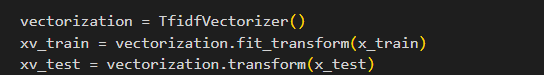 vectorization = TfidfVectorizer()
xv_train = vectorization.fit_transform(x_train)
xv_test = vectorization.transform(x_test)